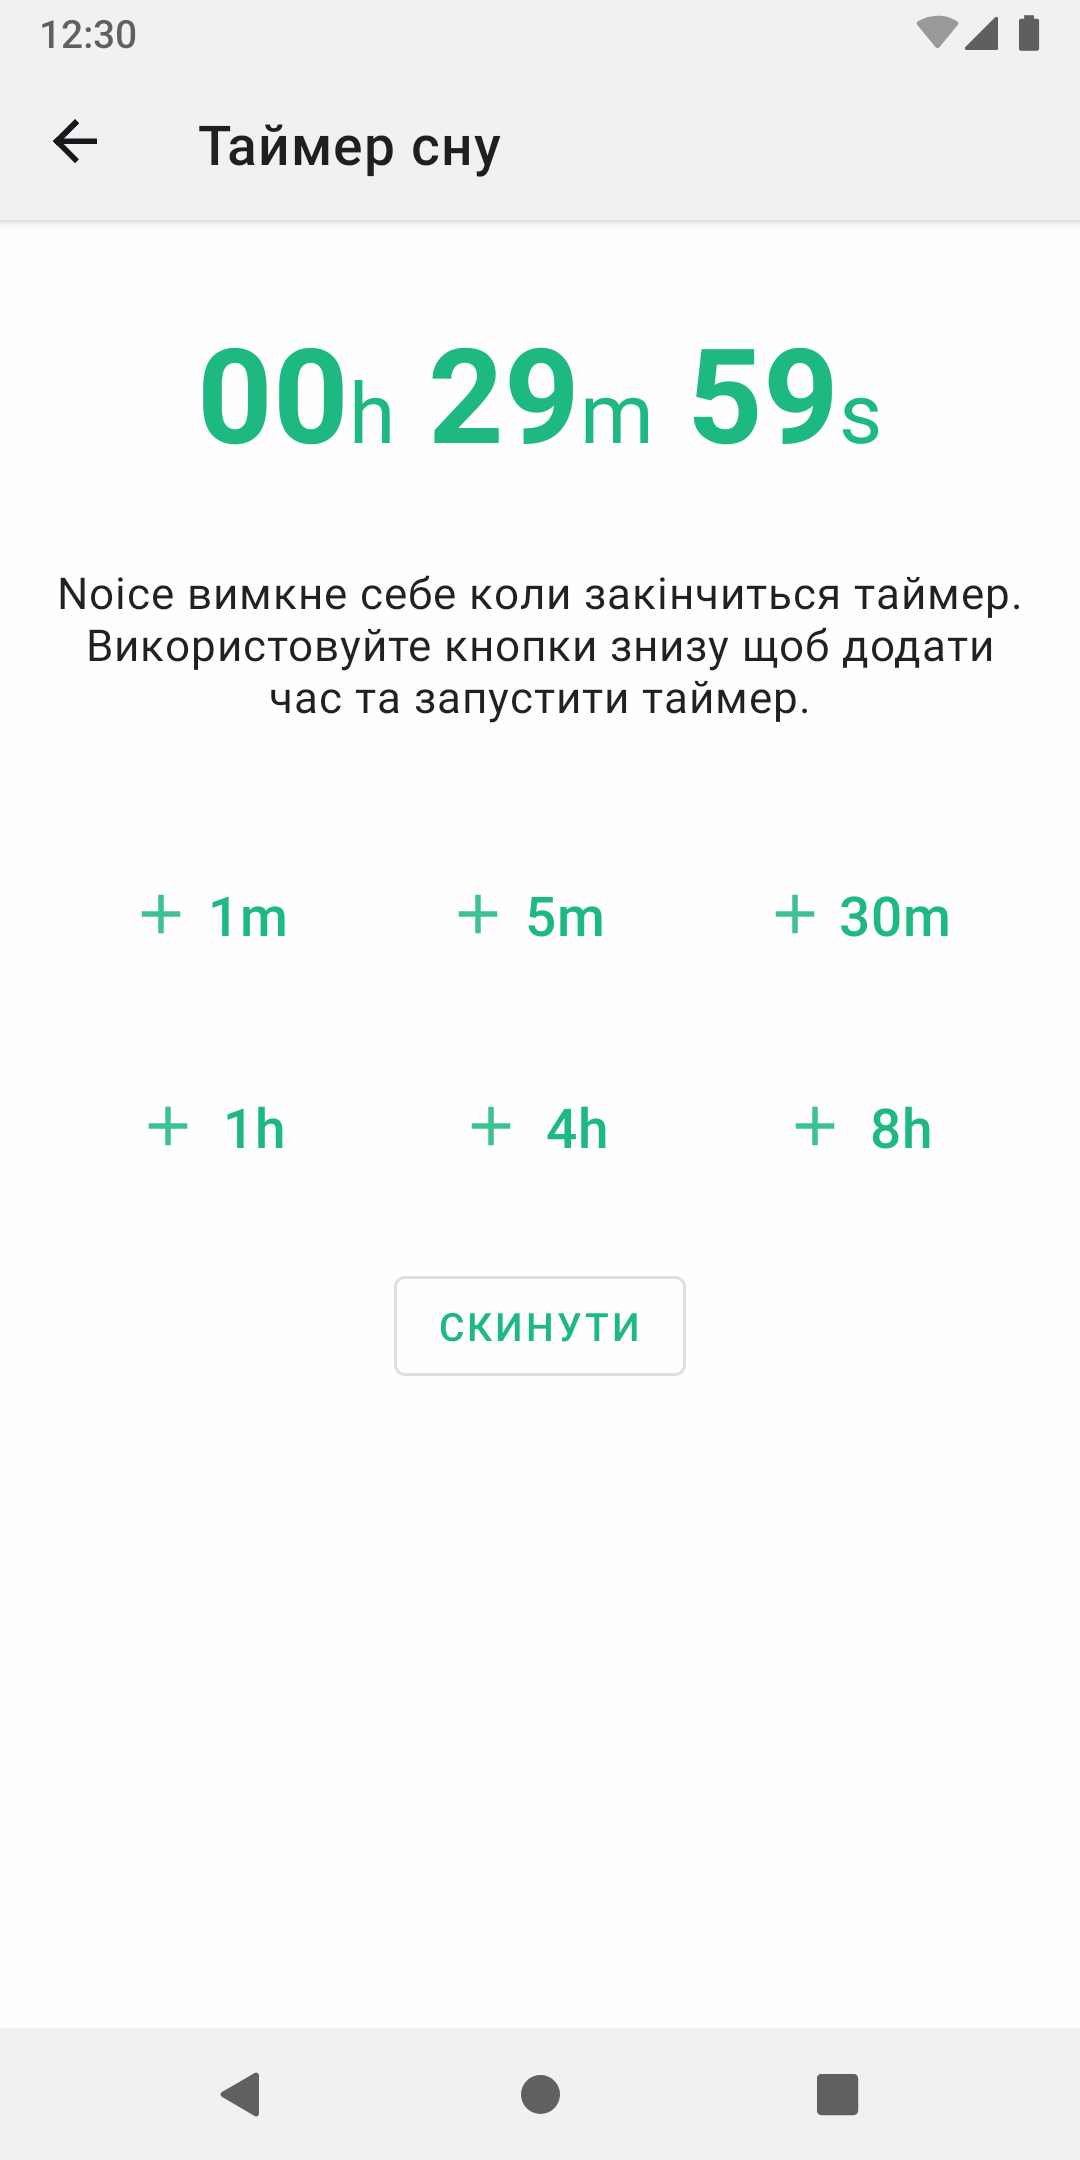 12:30
Таймер сну
00h 29m 59s
Noice вимкне себе коли закінчиться таймер.
Використовуйте кнопки знизу щоб додати
час та запустити таймер.
+ 1m + 5m + 30m
+ 1h + 4h + 8h
СКИНУТИ